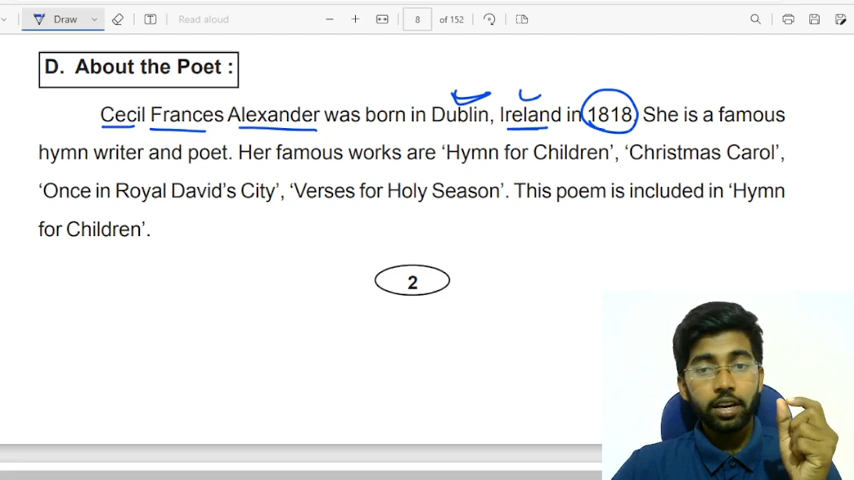 Draw
Read aloud
8
of 152
D. About the Poet :
Cecil Frances Alexander was born in Dublin, Ireland in 1818. She is a famous
hymn writer and poet. Her famous works are ‘Hymn for Children’, ‘Christmas Carol’,
‘Once in Royal David’s City’, ‘Verses for Holy Season’. This poem is included in ‘Hymn
for Children’.
2